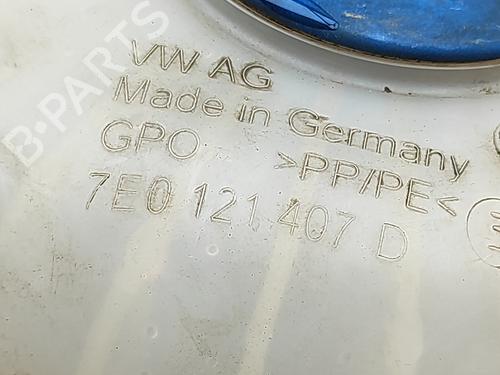 B-PARTS
VW AG
Made in Germany
GPO >PP/PE<
7E0 121 407 D